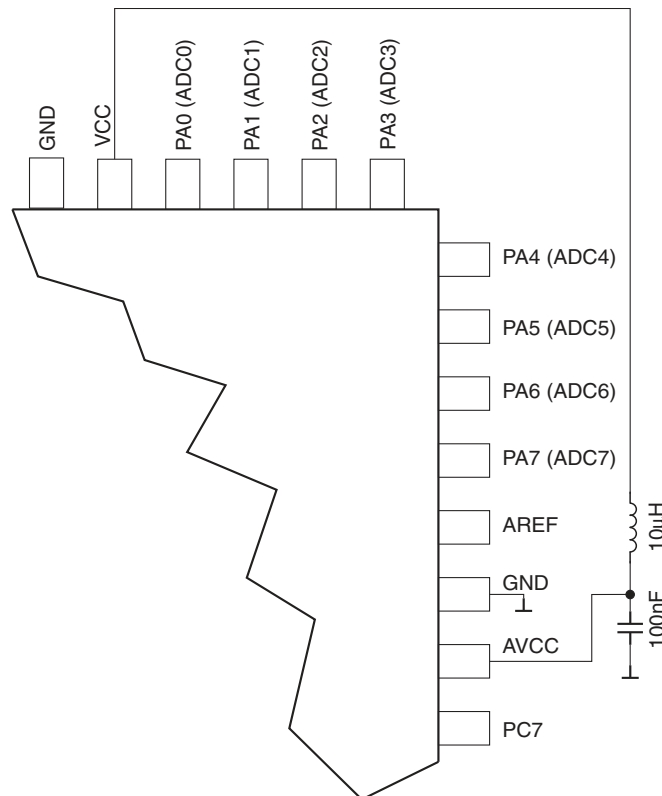 GND
VCC
PA0 (ADC0)
PA1 (ADC1)
PA2 (ADC2)
PA3 (ADC3)
PA4 (ADC4)
PA5 (ADC5)
PA6 (ADC6)
PA7 (ADC7)
AREF
10µH
GND
AVCC
100nF
PC7